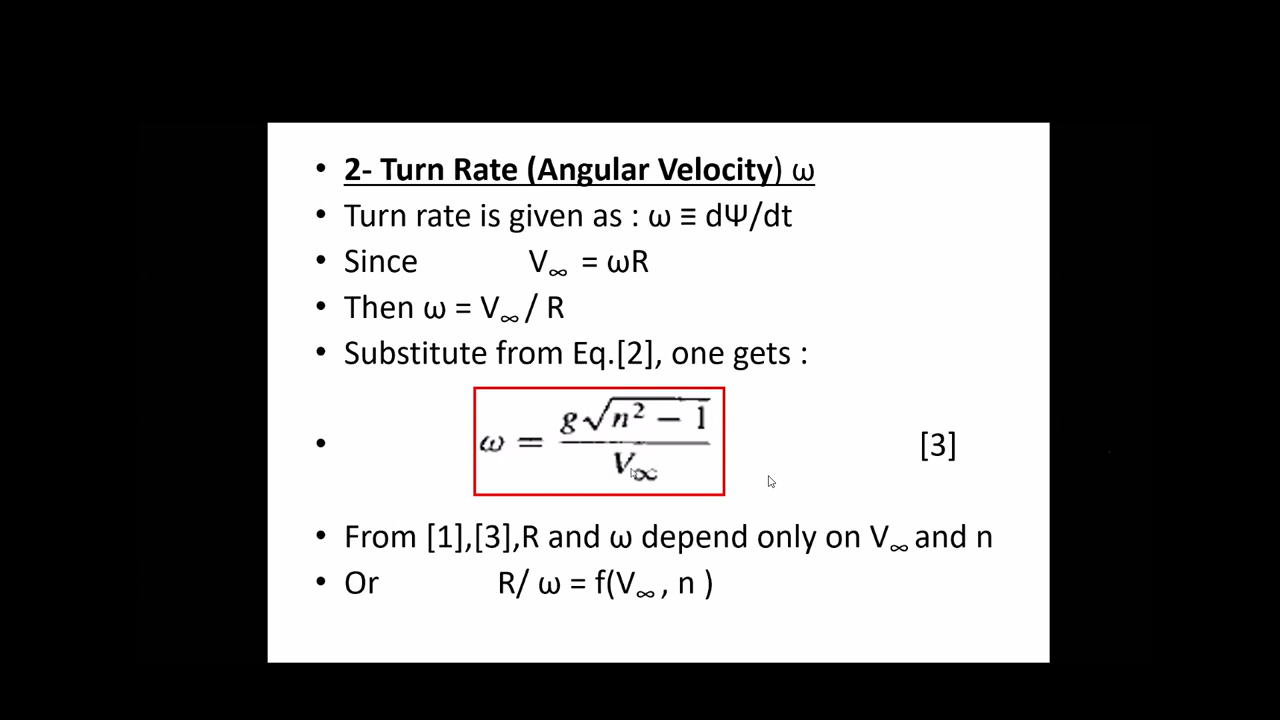 • 2- Turn Rate (Angular Velocity) ω
• Turn rate is given as : ω ≡ dΨ/dt
• Since V∞ = ωR
• Then ω = V∞ / R
• Substitute from Eq.[2], one gets :
• ω = g√(n² − 1) / V∞ [3]
• From [1],[3],R and ω depend only on V∞ and n
• Or R/ ω = f(V∞ , n )